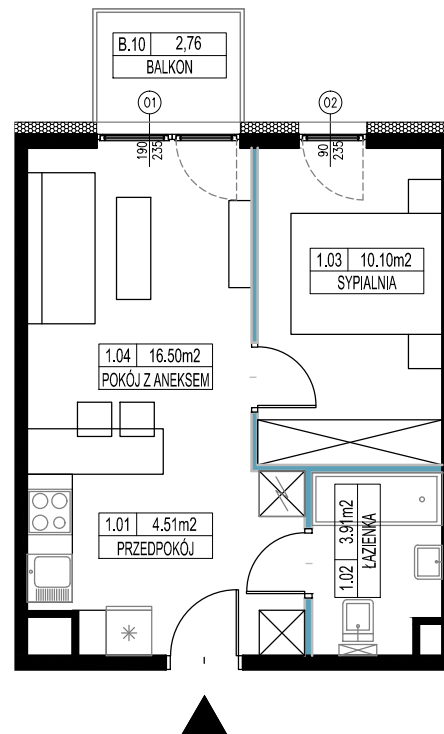 B.10 2,76
BALKON
01
02
190
235
90
235
1.03 10.10m2
SYPIALNIA
1.04 16.50m2
POKÓJ Z ANEKSEM
1.01 4.51m2
PRZEDPOKÓJ
1.02 3.91m2
ŁAZIENKA